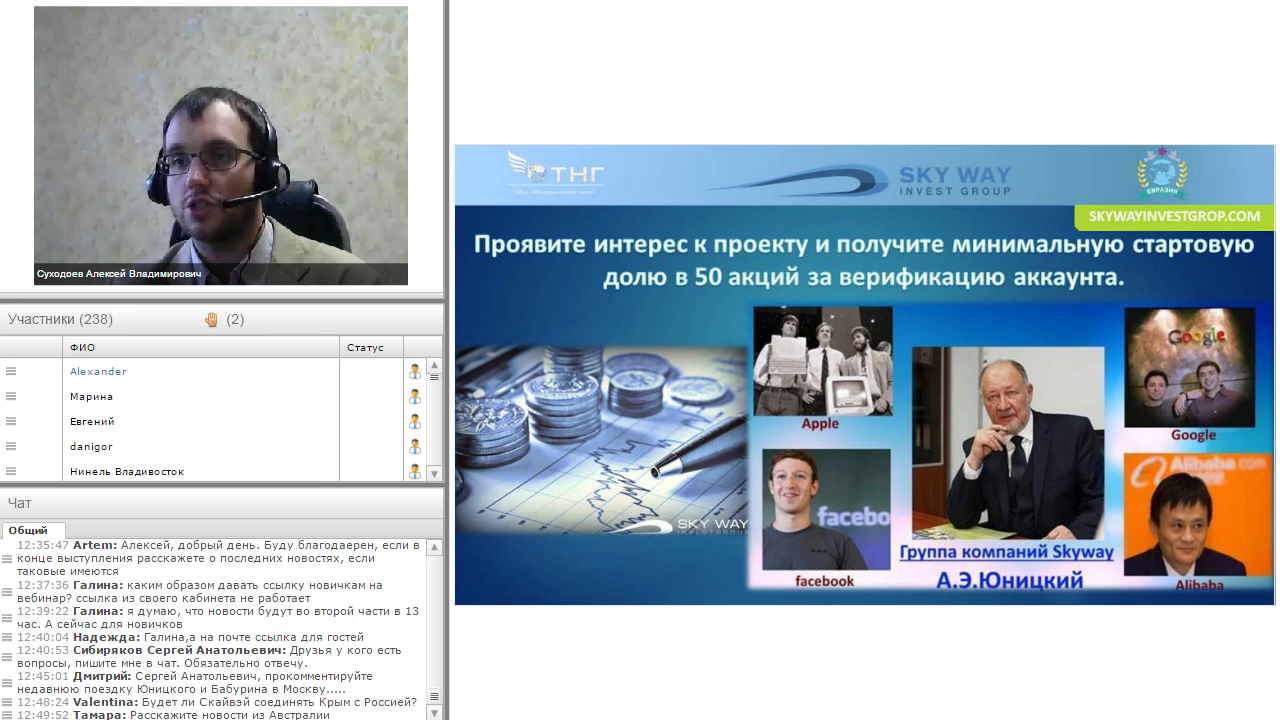 Суходоев Алексей Владимирович
Участники (238)
(2)
ФИО
Статус
Alexander
Марина
Евгений
danigor
Нинель Владивосток
Чат
Общий
12:35:47 Artem: Алексей, добрый день. Буду благодаерен, если в
конце выступления расскажете о последних новостях, если
таковые имеются
12:37:36 Галина: каким образом давать ссылку новичкам на
вебинар? ссылка из своего кабинета не работает
12:39:22 Галина: я думаю, что новости будут во второй части в 13
час. А сейчас для новичков
12:40:04 Надежда: Галина,а на почте ссылка для гостей
12:40:53 Сибиряков Сергей Анатольевич: Друзья у кого есть
вопросы, пишите мне в чат. Обязательно отвечу.
12:45:01 Дмитрий: Сергей Анатольевич, прокомментируйте
недавнюю поездку Юницкого и Бабурина в Москву.....
12:48:24 Valentina: Будет ли Скайвэй соединять Крым с Россией?
12:49:52 Тамара: Расскажите новости из Австралии
ТНГ
SKY WAY
INVEST GROUP
ЕВРАЗИЯ
SKYWAYINVESTGROP.COM
Проявите интерес к проекту и получите минимальную стартовую
долю в 50 акций за верификацию аккаунта.
SKY WAY
INVESTGROUP
Apple
facebo
facebook
Группа компаний Skyway
А.Э.Юницкий
Google
Google
Alibaba.com
Alibaba